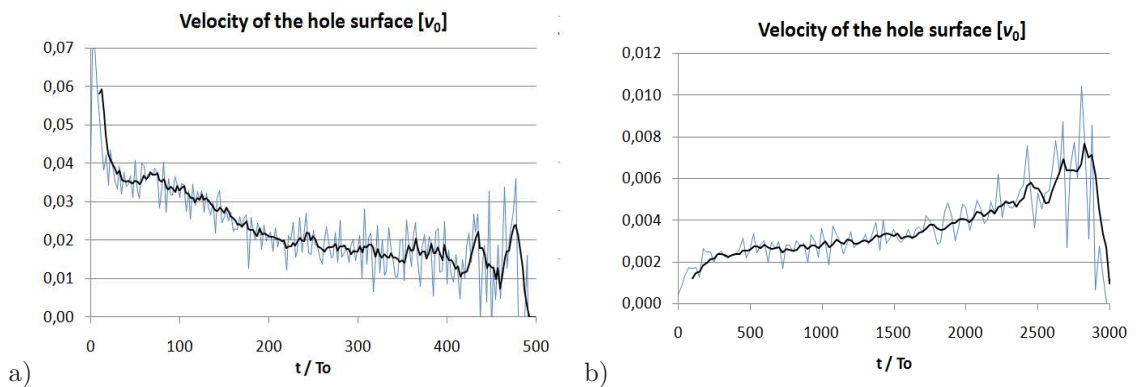 Velocity of the hole surface [v₀]
0,07
0,06
0,05
0,04
0,03
0,02
0,01
0,00
0 100 200 300 400 500
t / To
a)
Velocity of the hole surface [v₀]
0,012
0,010
0,008
0,006
0,004
0,002
0,000
0 500 1000 1500 2000 2500 3000
t / To
b)